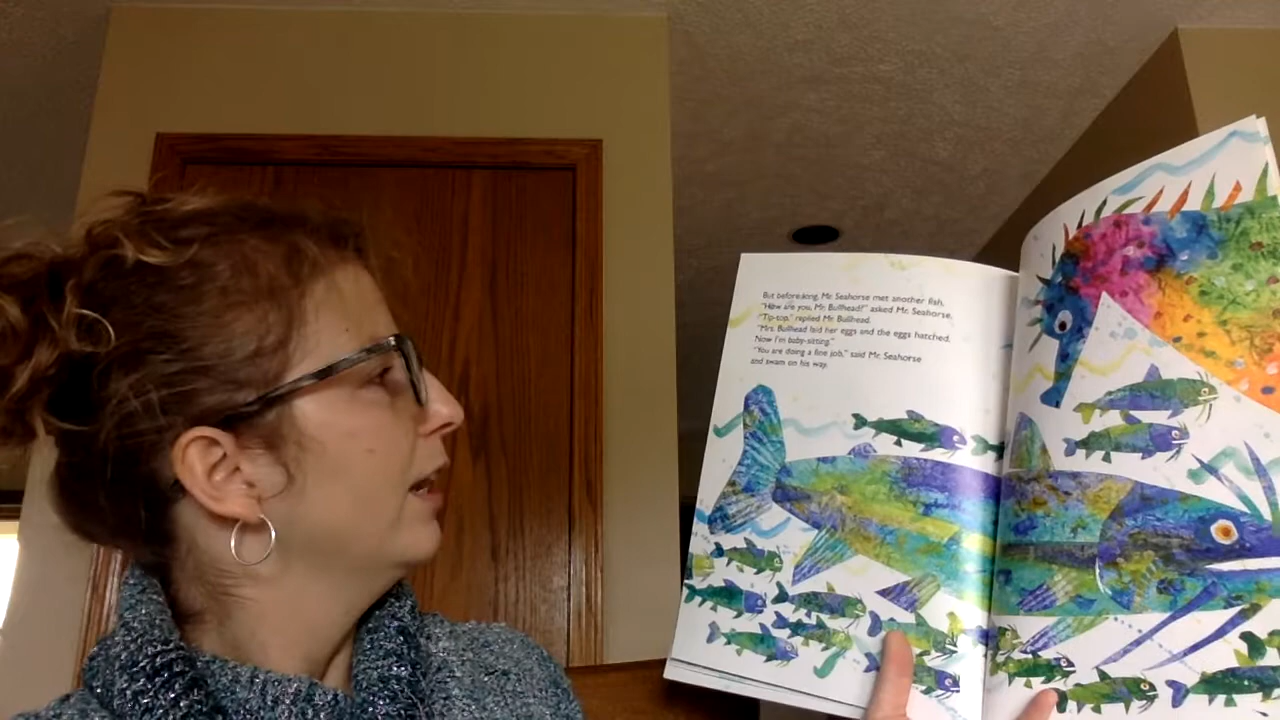 But before long, Mr. Seahorse met another fish.
"How are you, Mr. Bullhead?" asked Mr. Seahorse.
"Tip-top," replied Mr. Bullhead.
"Mrs. Bullhead laid her eggs and the eggs hatched.
Now I'm baby-sitting."
"You are doing a fine job," said Mr. Seahorse
and swam on his way.